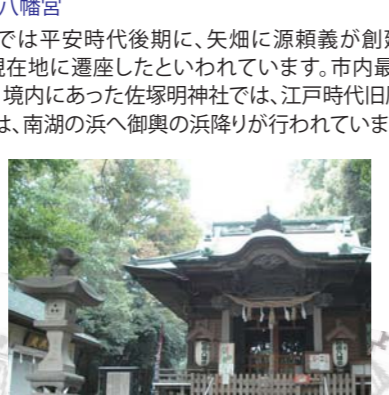 八幡宮
では平安時代後期に、矢畑に源頼義が創
現在地に遷座したといわれています。市内最
境内にあった佐塚明神社では、江戸時代旧
は、南湖の浜へ御輿の浜降りが行われていま